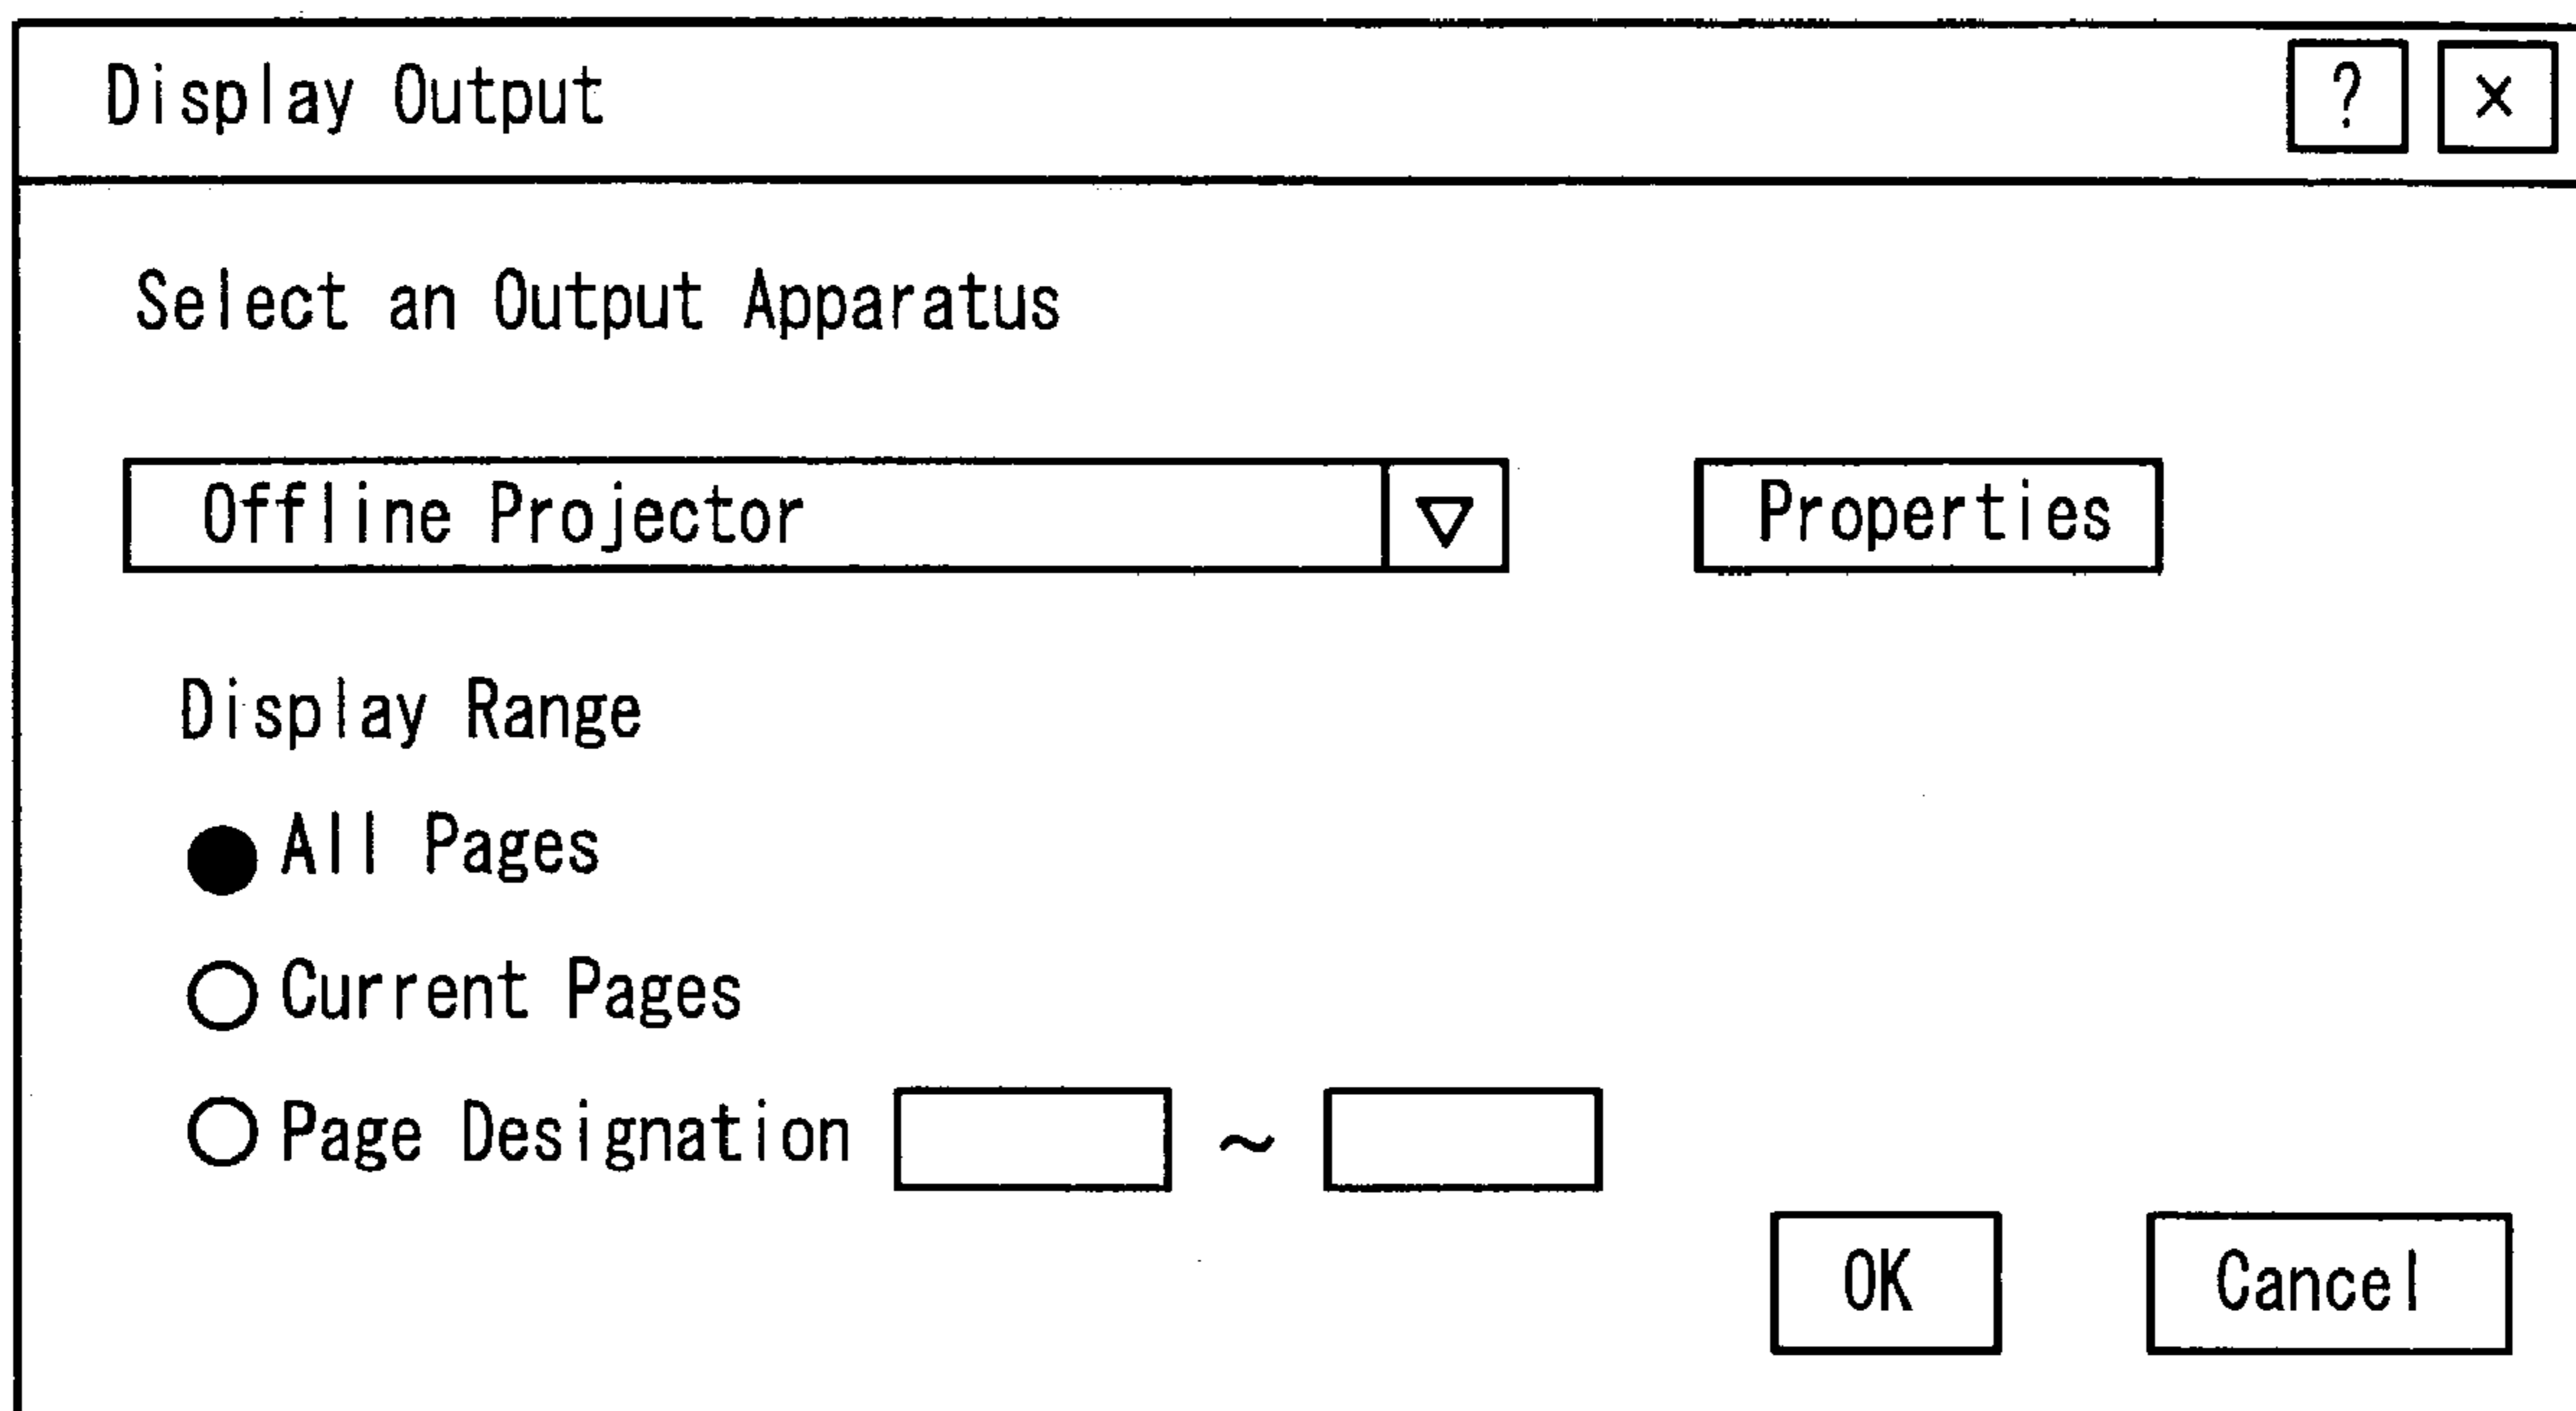 Display Output ? ×
Select an Output Apparatus
Offline Projector ▽ Properties
Display Range
All Pages
Current Pages
Page Designation ~
OK Cancel